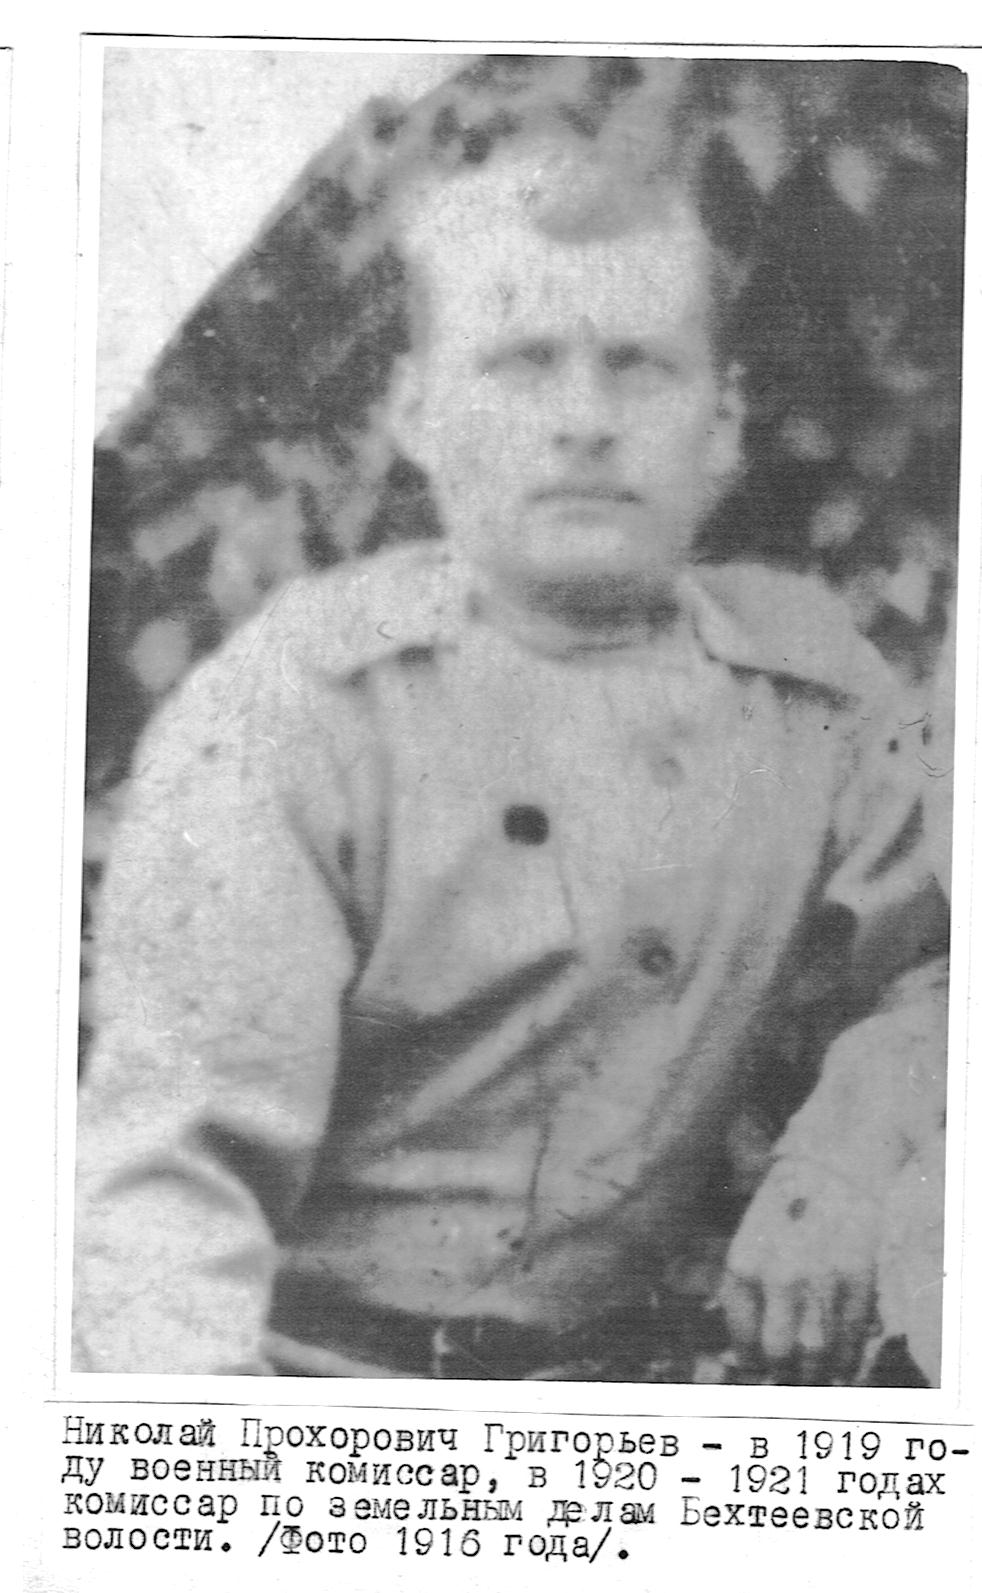 Николай Прохорович Григорьев - в 1919 го-
ду военный комиссар, в 1920 - 1921 годах
комиссар по земельным делам Бехтеевской
волости. /Фото 1916 года/.